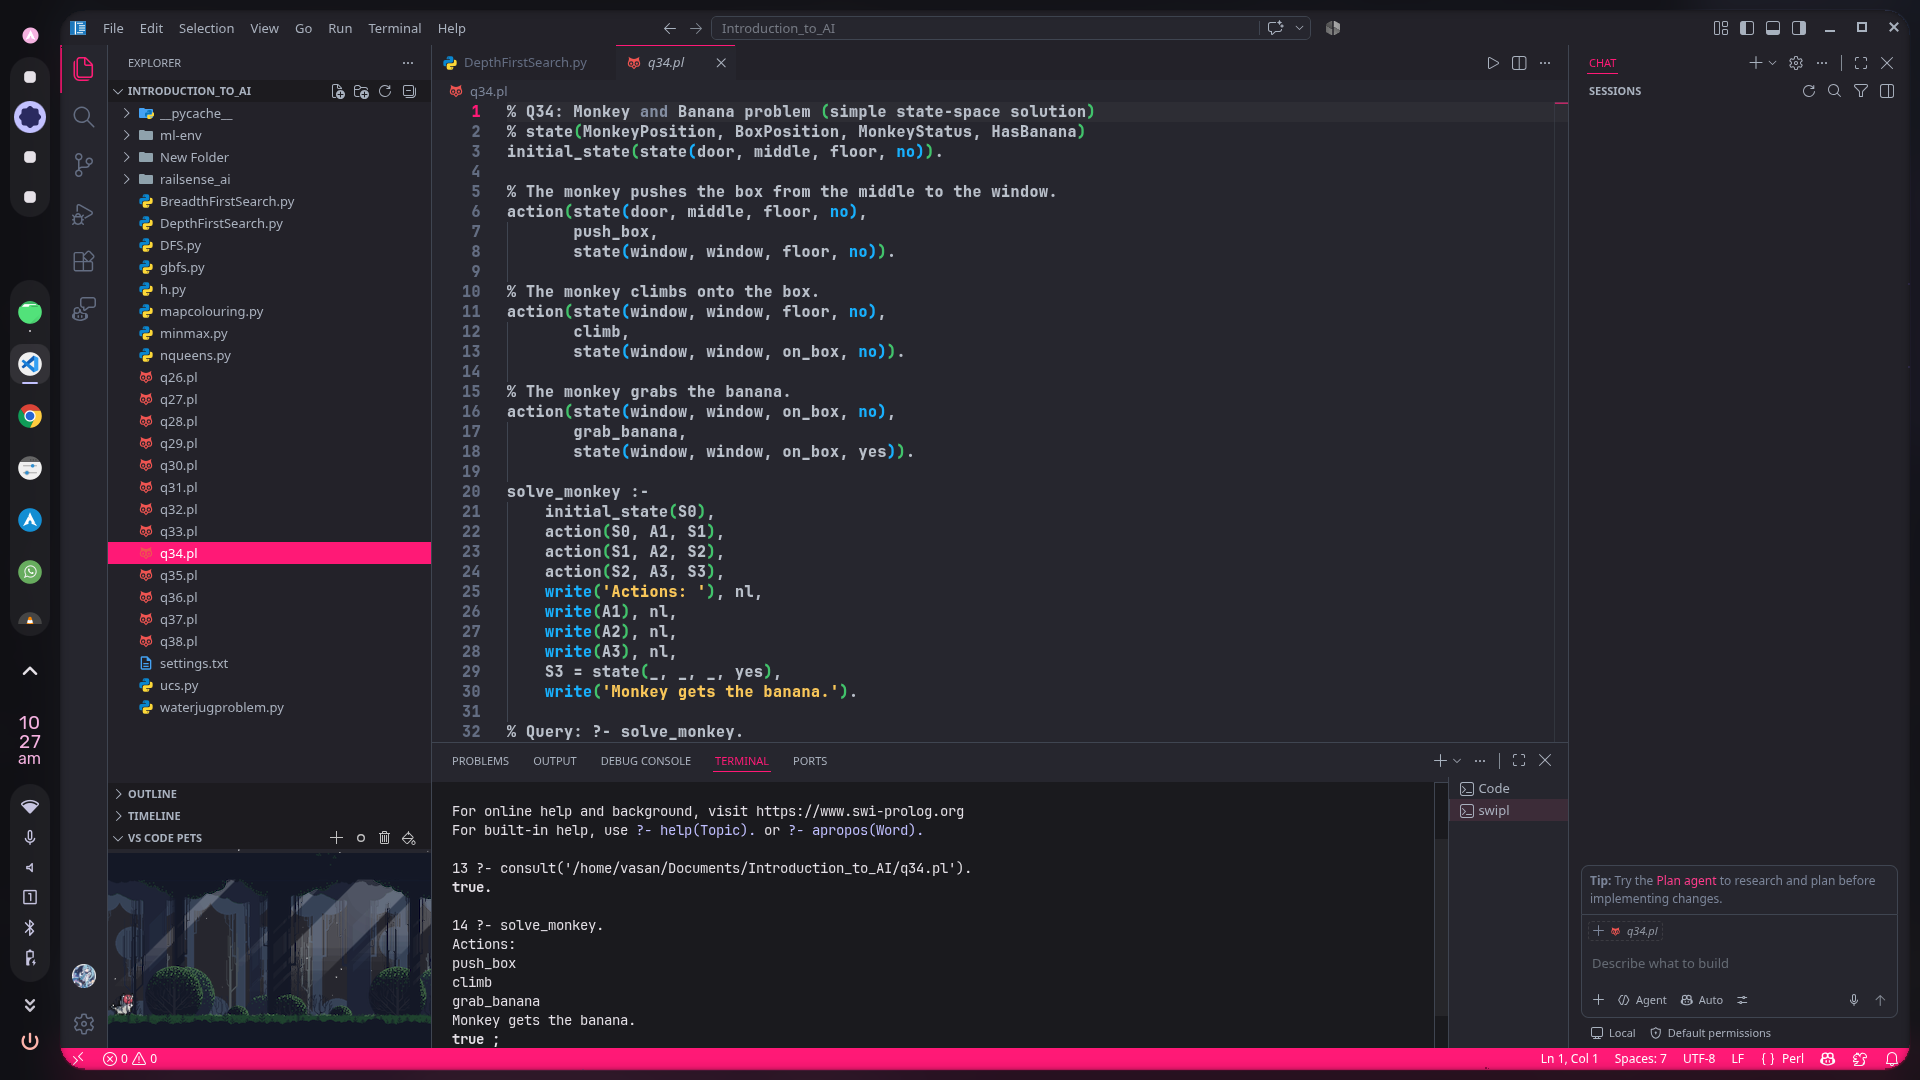 File Edit Selection View Go Run Terminal Help
Introduction_to_AI
EXPLORER
INTRODUCTION_TO_AI
__pycache__
ml-env
New Folder
railsense_ai
BreadthFirstSearch.py
DepthFirstSearch.py
DFS.py
gbfs.py
h.py
mapcolouring.py
minmax.py
nqueens.py
q26.pl
q27.pl
q28.pl
q29.pl
q30.pl
q31.pl
q32.pl
q33.pl
q34.pl
q35.pl
q36.pl
q37.pl
q38.pl
settings.txt
ucs.py
waterjugproblem.py
OUTLINE
TIMELINE
VS CODE PETS
10
27
am
DepthFirstSearch.py q34.pl
q34.pl
1 % Q34: Monkey and Banana problem (simple state-space solution)
2 % state(MonkeyPosition, BoxPosition, MonkeyStatus, HasBanana)
3 initial_state(state(door, middle, floor, no)).
4
5 % The monkey pushes the box from the middle to the window.
6 action(state(door, middle, floor, no),
7 push_box,
8 state(window, window, floor, no)).
9
10 % The monkey climbs onto the box.
11 action(state(window, window, floor, no),
12 climb,
13 state(window, window, on_box, no)).
14
15 % The monkey grabs the banana.
16 action(state(window, window, on_box, no),
17 grab_banana,
18 state(window, window, on_box, yes)).
19
20 solve_monkey :-
21 initial_state(S0),
22 action(S0, A1, S1),
23 action(S1, A2, S2),
24 action(S2, A3, S3),
25 write('Actions: '), nl,
26 write(A1), nl,
27 write(A2), nl,
28 write(A3), nl,
29 S3 = state(_, _, _, yes),
30 write('Monkey gets the banana.').
31
32 % Query: ?- solve_monkey.
PROBLEMS OUTPUT DEBUG CONSOLE TERMINAL PORTS
For online help and background, visit https://www.swi-prolog.org
For built-in help, use ?- help(Topic). or ?- apropos(Word).
13 ?- consult('/home/vasan/Documents/Introduction_to_AI/q34.pl').
true.
14 ?- solve_monkey.
Actions:
push_box
climb
grab_banana
Monkey gets the banana.
true ;
Code
swipl
CHAT
SESSIONS
Tip: Try the Plan agent to research and plan before
implementing changes.
q34.pl
Describe what to build
Agent Auto
Local Default permissions
0 0
Ln 1, Col 1 Spaces: 7 UTF-8 LF { } Perl